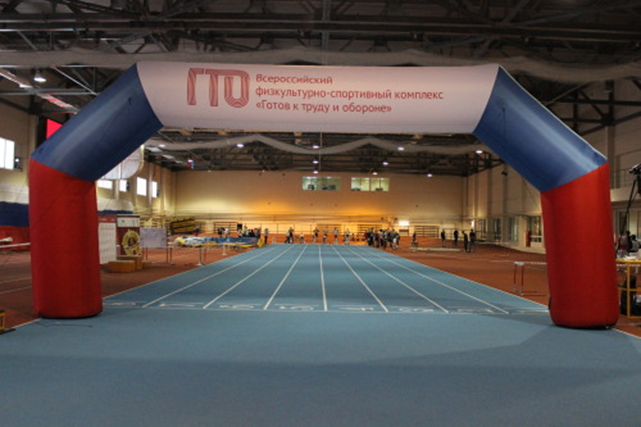 ГТО
Всероссийский
физкультурно-спортивный комплекс
«Готов к труду и обороне»